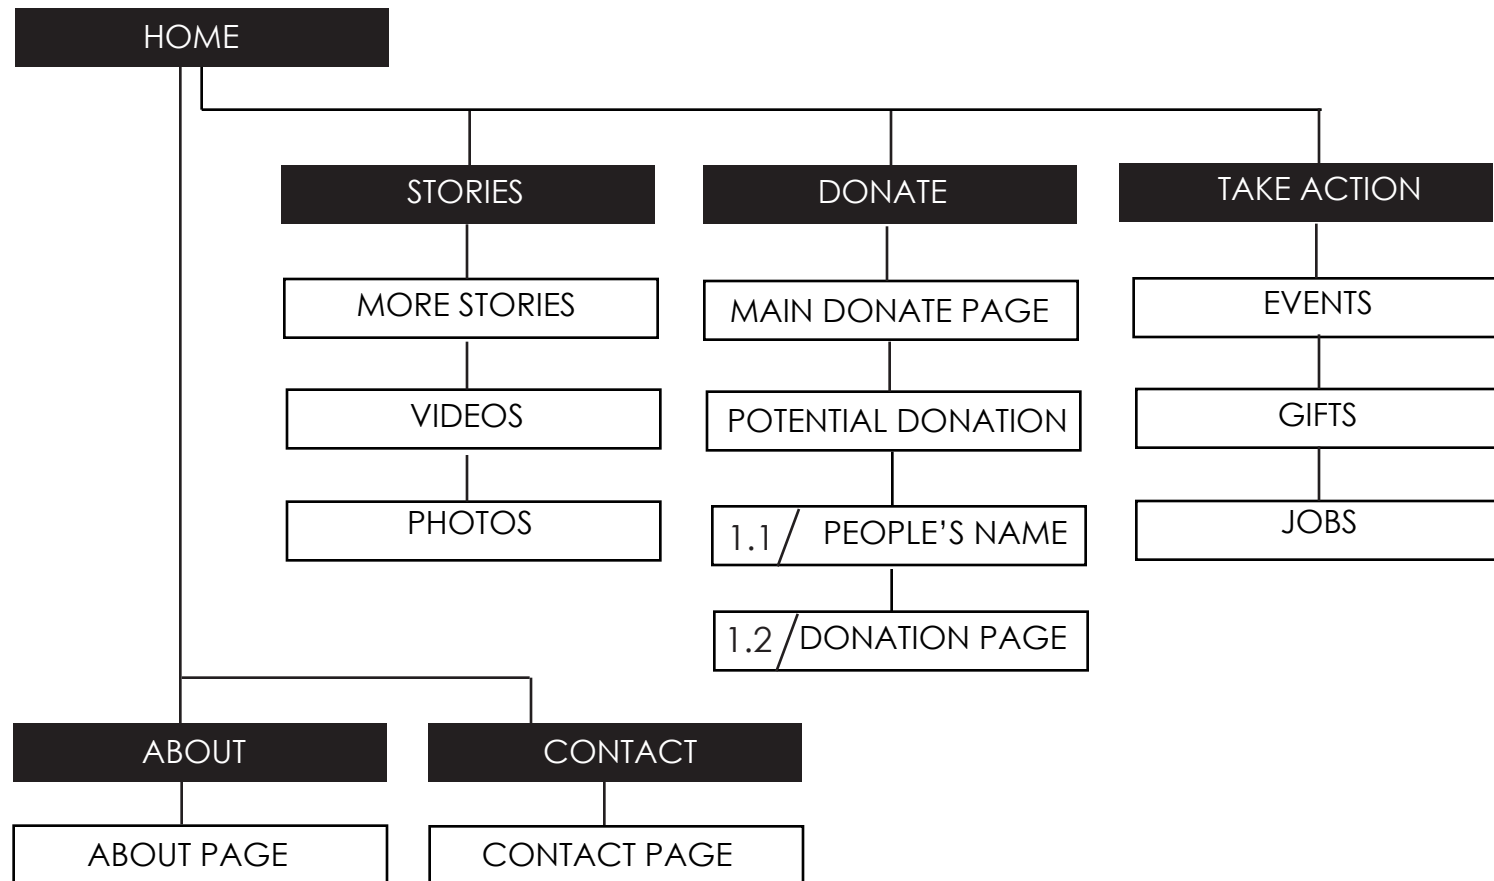 HOME
STORIES
DONATE
TAKE ACTION
MORE STORIES
MAIN DONATE PAGE
EVENTS
VIDEOS
POTENTIAL DONATION
GIFTS
PHOTOS
1.1/ PEOPLE’S NAME
JOBS
1.2/ DONATION PAGE
ABOUT
CONTACT
ABOUT PAGE
CONTACT PAGE